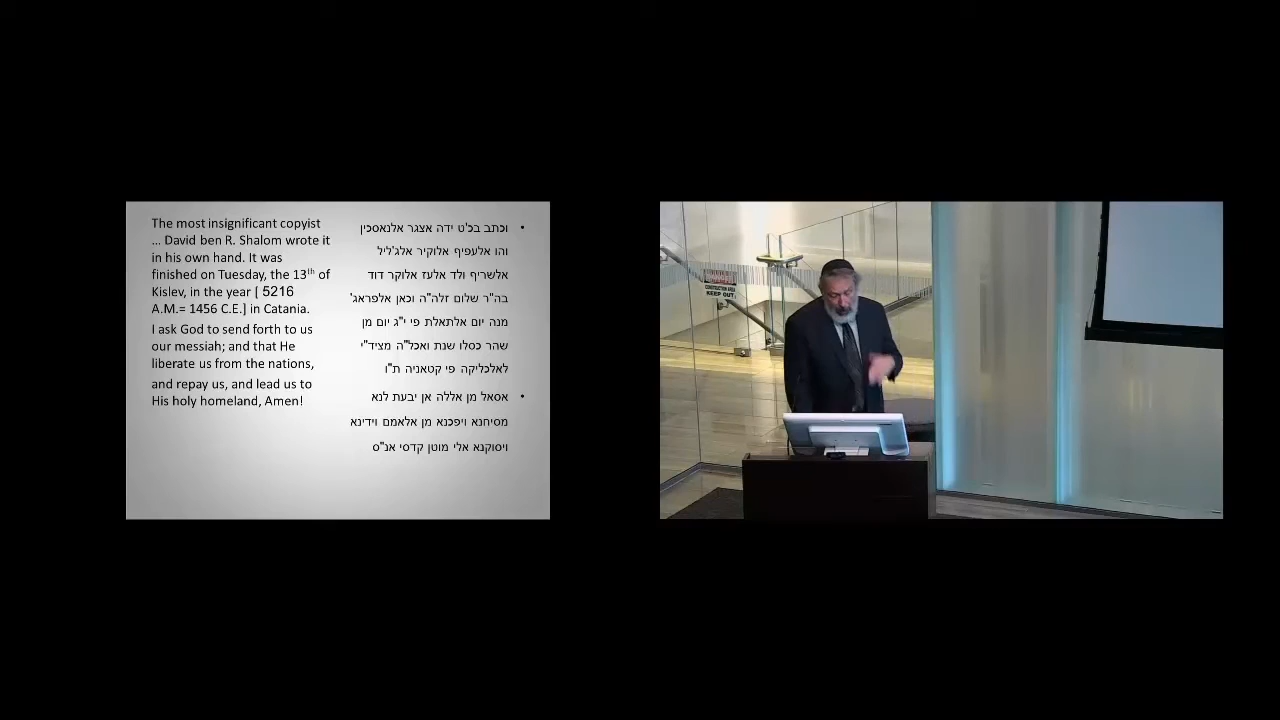 The most insignificant copyist
… David ben R. Shalom wrote it
in his own hand. It was
finished on Tuesday, the 13th of
Kislev, in the year [ 5216
A.M.= 1456 C.E.] in Catania.
I ask God to send forth to us
our messiah; and that He
liberate us from the nations,
and repay us, and lead us to
His holy homeland, Amen!
• וכתב בכ'ט ידה אצגר אלנאסכין
והו אלעפיף אלוקיר אלג'ליל
אלשריף ולד אלעז אלוקר דוד
בה"ר שלום זלה"ה וכאן אלפראג'
מנה יום אלתאלת פי י"ג יום מן
שהר כסלו שנת ואכל"ה מציד"י
לאלכליקה פי קטאניה ת"ו
• אסאל מן אללה אן יבעת לנא
מסיחנא ויפכנא מן אלאמם וידינא
ויסוקנא אלי מוטן קדסי אנ"ס
CONSTRUCTION AREA
KEEP OUT!